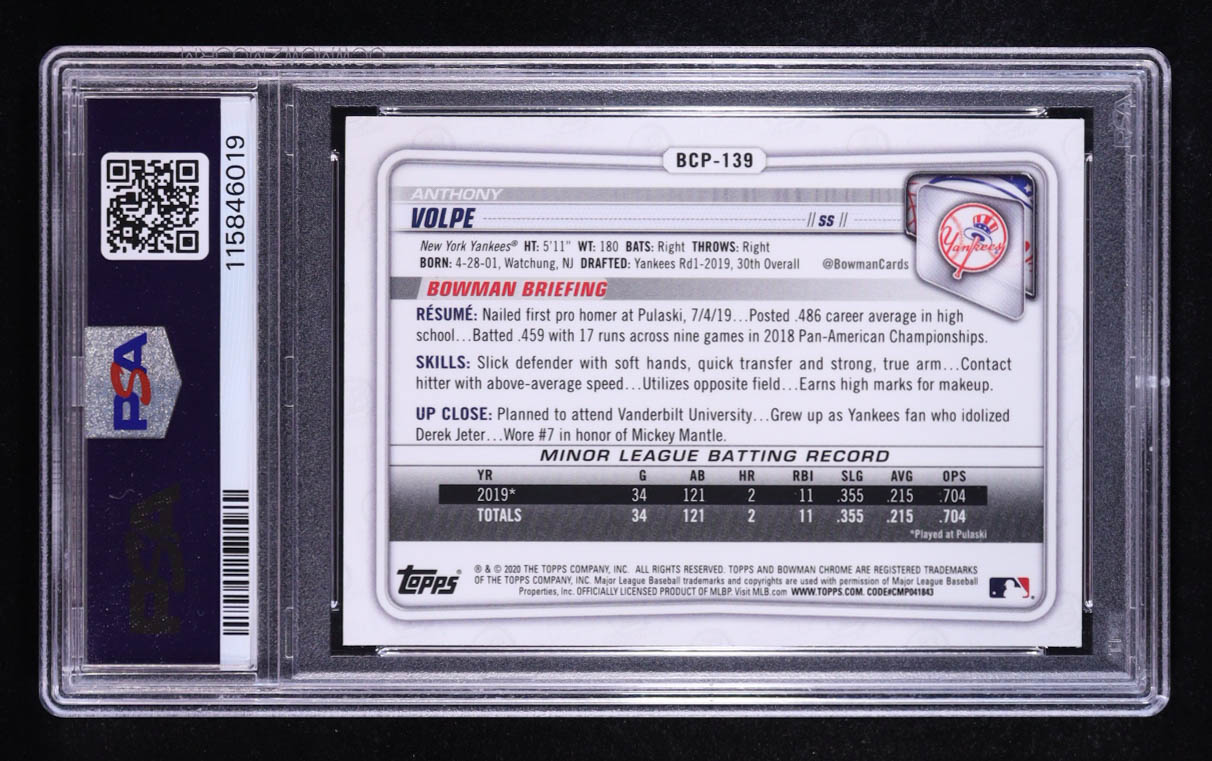 115846019
PSA
PSA
BCP-139
ANTHONY
VOLPE // SS //
New York Yankees® HT: 5'11" WT: 180 BATS: Right THROWS: Right
BORN: 4-28-01, Watchung, NJ DRAFTED: Yankees Rd1-2019, 30th Overall @BowmanCards
Yankees
BOWMAN BRIEFING
RÉSUMÉ: Nailed first pro homer at Pulaski, 7/4/19...Posted .486 career average in high
school...Batted .459 with 17 runs across nine games in 2018 Pan-American Championships.
SKILLS: Slick defender with soft hands, quick transfer and strong, true arm...Contact
hitter with above-average speed...Utilizes opposite field...Earns high marks for makeup.
UP CLOSE: Planned to attend Vanderbilt University...Grew up as Yankees fan who idolized
Derek Jeter...Wore #7 in honor of Mickey Mantle.
MINOR LEAGUE BATTING RECORD
YR G AB HR RBI SLG AVG OPS
2019* 34 121 2 11 .355 .215 .704
TOTALS 34 121 2 11 .355 .215 .704
*Played at Pulaski
Topps®
® & © 2020 THE TOPPS COMPANY, INC. ALL RIGHTS RESERVED. TOPPS AND BOWMAN CHROME ARE REGISTERED TRADEMARKS
OF THE TOPPS COMPANY, INC. Major League Baseball trademarks and copyrights are used with permission of Major League Baseball
Properties, Inc. OFFICIALLY LICENSED PRODUCT OF MLBP. Visit MLB.com WWW.TOPPS.COM. CODE#CMP041843